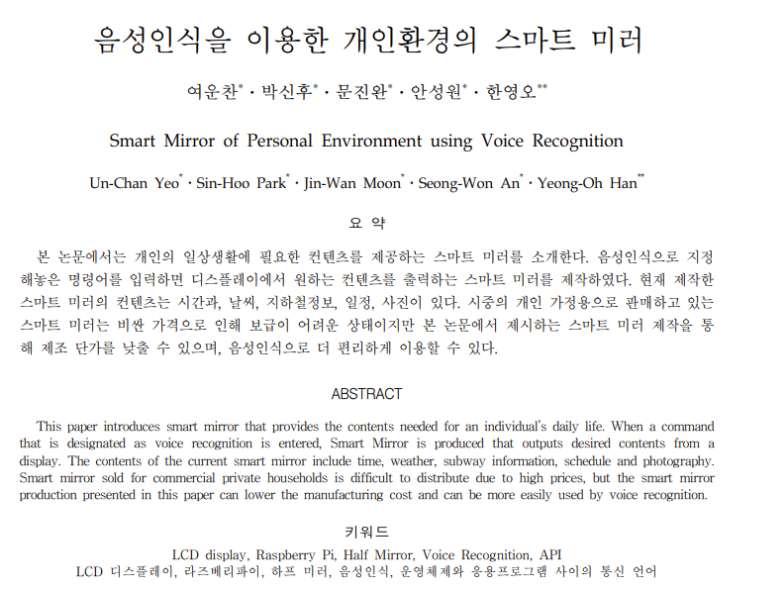 음성인식을 이용한 개인환경의 스마트 미러
여운찬*·박신후*·문진완*·안성원*·한영오**
Smart Mirror of Personal Environment using Voice Recognition
Un-Chan Yeo*·Sin-Hoo Park*·Jin-Wan Moon*·Seong-Won An*·Yeong-Oh Han**
요 약
본 논문에서는 개인의 일상생활에 필요한 컨텐츠를 제공하는 스마트 미러를 소개한다. 음성인식으로 지정
해놓은 명령어를 입력하면 디스플레이에서 원하는 컨텐츠를 출력하는 스마트 미러를 제작하였다. 현재 제작한
스마트 미러의 컨텐츠는 시간과, 날씨, 지하철정보, 일정, 사진이 있다. 시중의 개인 가정용으로 판매하고 있는
스마트 미러는 비싼 가격으로 인해 보급이 어려운 상태이지만 본 논문에서 제시하는 스마트 미러 제작을 통
해 제조 단가를 낮출 수 있으며, 음성인식으로 더 편리하게 이용할 수 있다.
ABSTRACT
This paper introduces smart mirror that provides the contents needed for an individual's daily life. When a command
that is designated as voice recognition is entered, Smart Mirror is produced that outputs desired contents from a
display. The contents of the current smart mirror include time, weather, subway information, schedule and photography.
Smart mirror sold for commercial private households is difficult to distribute due to high prices, but the smart mirror
production presented in this paper can lower the manufacturing cost and can be more easily used by voice recognition.
키워드
LCD display, Raspberry Pi, Half Mirror, Voice Recognition, API
LCD 디스플레이, 라즈베리파이, 하프 미러, 음성인식, 운영체제와 응용프로그램 사이의 통신 언어